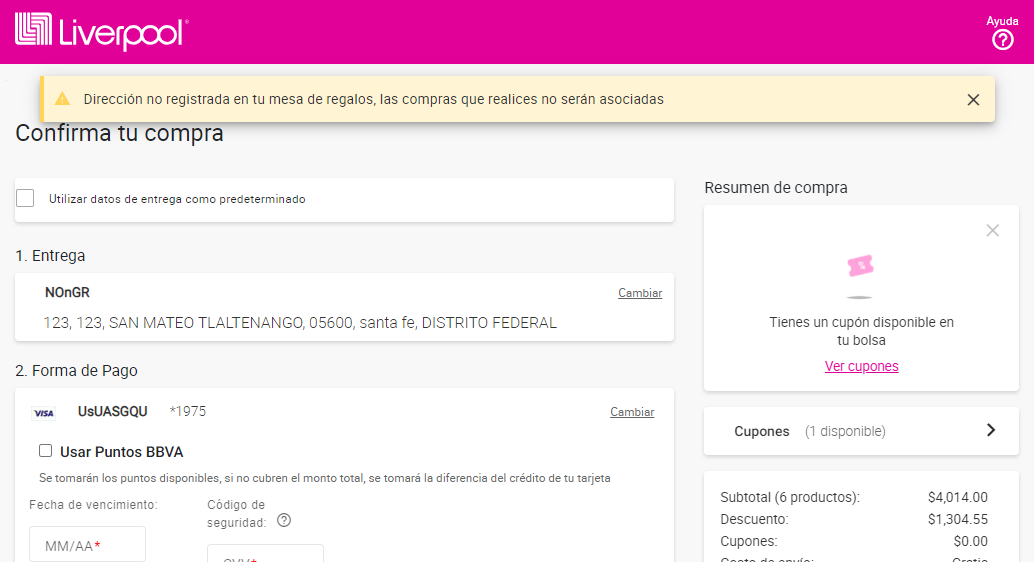 Liverpool
Ayuda
Dirección no registrada en tu mesa de regalos, las compras que realices no serán asociadas
Confirma tu compra
Utilizar datos de entrega como predeterminado
1. Entrega
NOnGR
Cambiar
123, 123, SAN MATEO TLALTENANGO, 05600, santa fe, DISTRITO FEDERAL
2. Forma de Pago
VISA UsUASGQU *1975
Cambiar
Usar Puntos BBVA
Se tomarán los puntos disponibles, si no cubren el monto total, se tomará la diferencia del crédito de tu tarjeta
Fecha de vencimiento:
MM/AA*
Código de
seguridad:
CVV*
Resumen de compra
Tienes un cupón disponible en
tu bolsa
Ver cupones
Cupones (1 disponible)
Subtotal (6 productos): $4,014.00
Descuento: $1,304.55
Cupones: $0.00
Costo de envío: Gratis